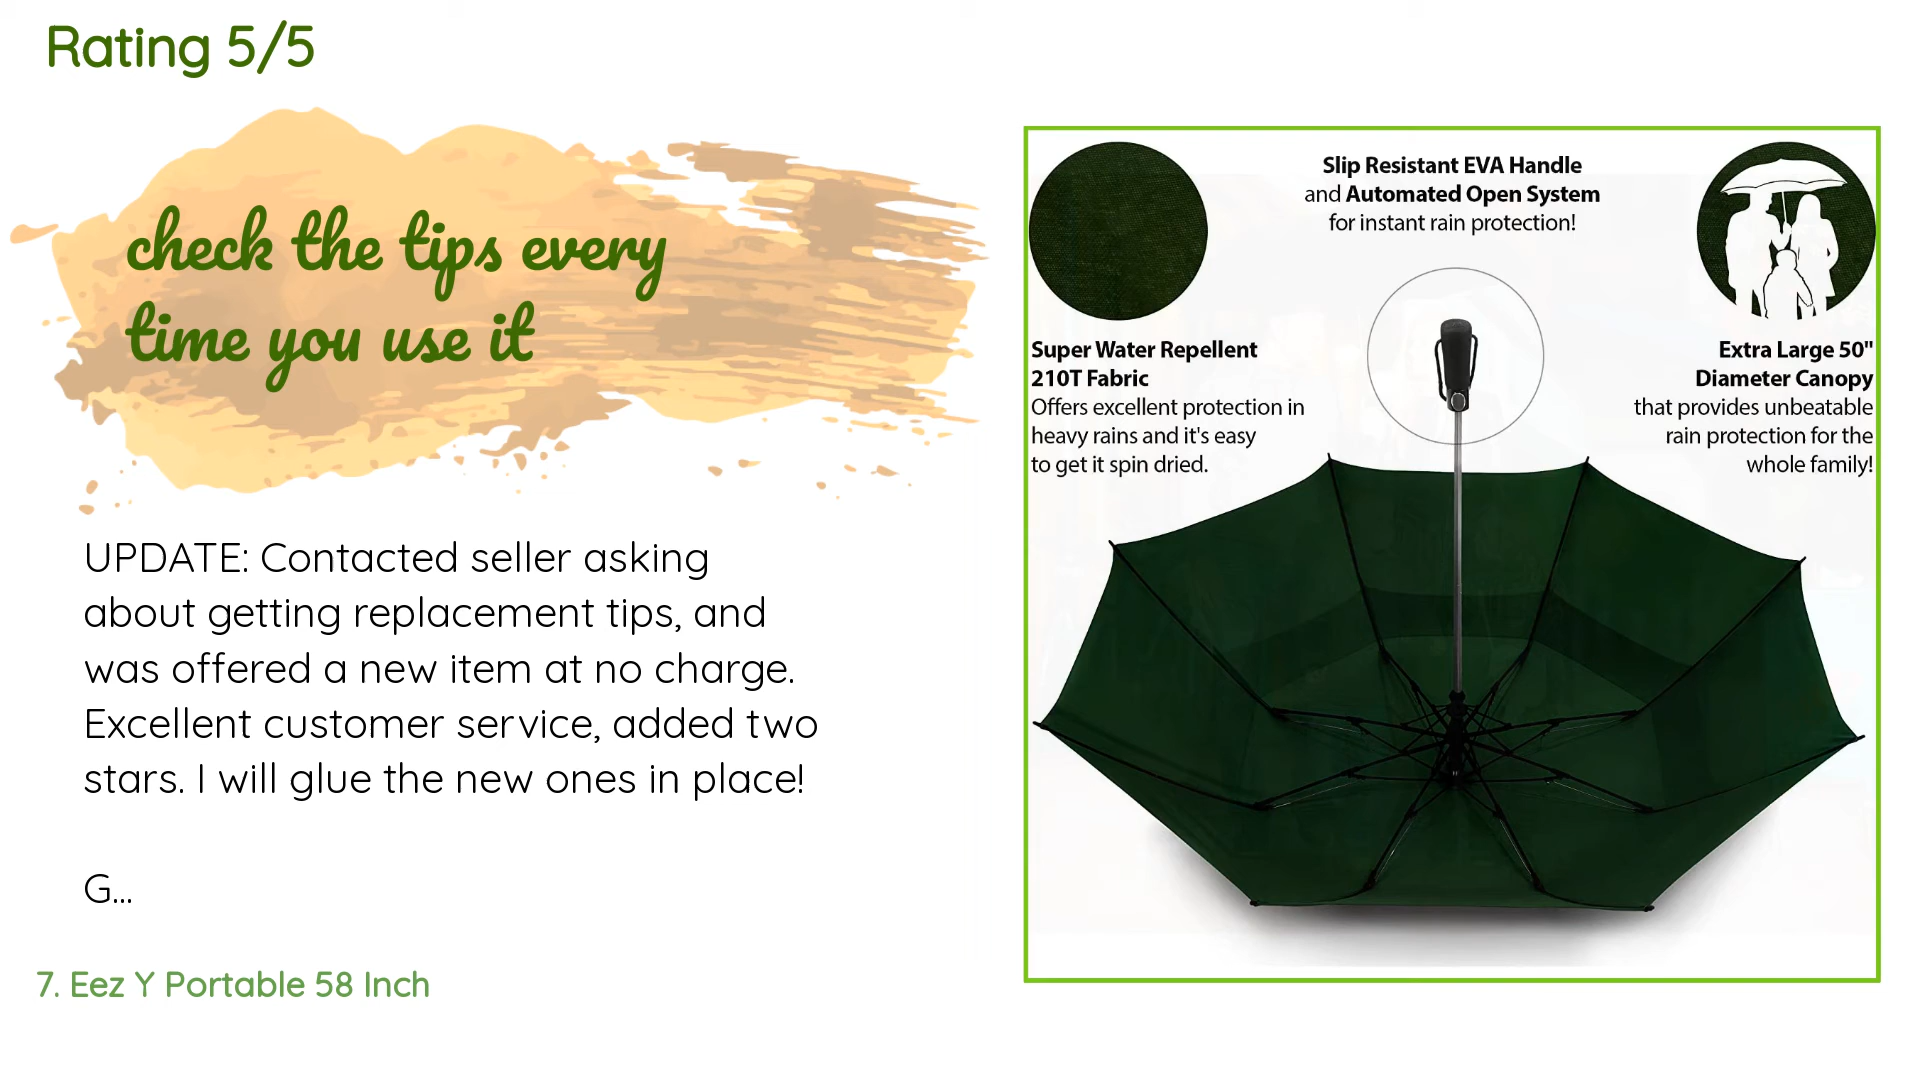 Rating 5/5
check the tips every
time you use it
UPDATE: Contacted seller asking
about getting replacement tips, and
was offered a new item at no charge.
Excellent customer service, added two
stars. I will glue the new ones in place!
G...
7. Eez Y Portable 58 Inch
Slip Resistant EVA Handle
and Automated Open System
for instant rain protection!
Super Water Repellent
210T Fabric
Offers excellent protection in
heavy rains and it's easy
to get it spin dried.
Extra Large 50"
Diameter Canopy
that provides unbeatable
rain protection for the
whole family!